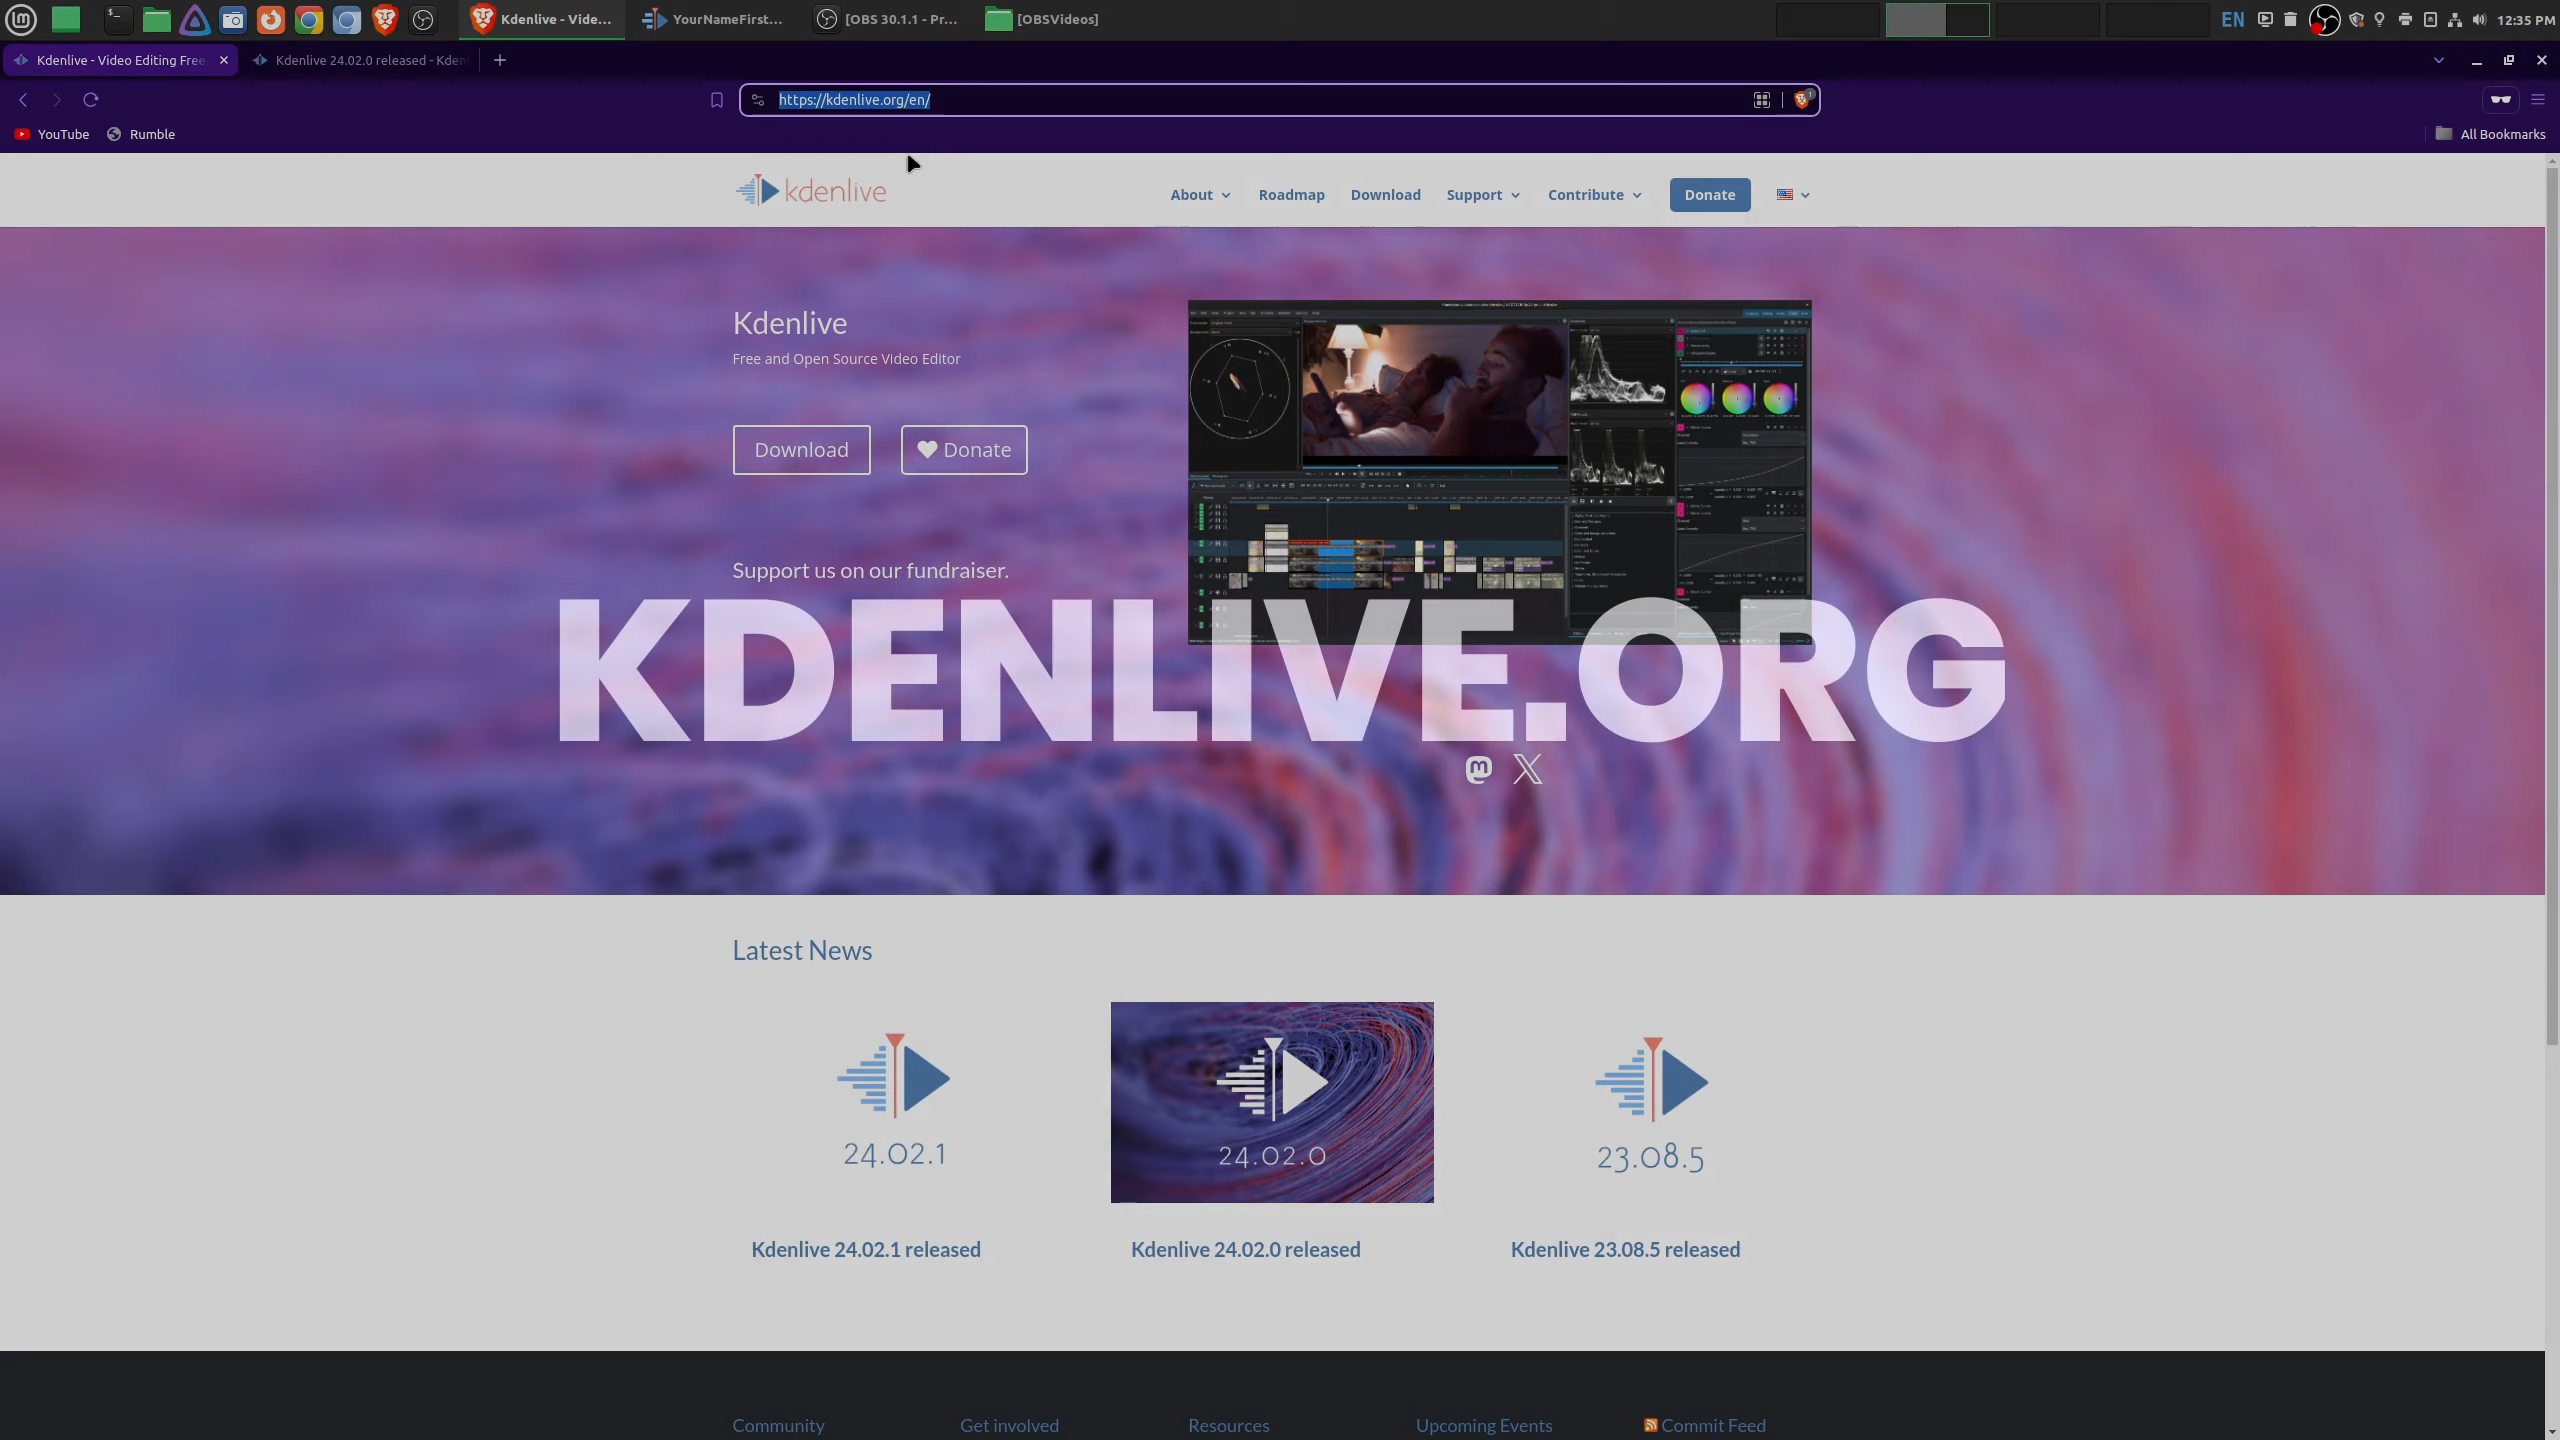 Kdenlive - Vide...
YourNameFirst...
[OBS 30.1.1 - Pr...
[OBSVideos]
EN
12:35 PM
Kdenlive - Video Editing Free
Kdenlive 24.02.0 released - Kden
https://kdenlive.org/en/
1
YouTube
Rumble
All Bookmarks
kdenlive
About
Roadmap
Download
Support
Contribute
Donate
Kdenlive
Free and Open Source Video Editor
Download
Donate
Support us on our fundraiser.
KDENLIVE.ORG
Latest News
24.02.1
24.02.0
23.08.5
Kdenlive 24.02.1 released
Kdenlive 24.02.0 released
Kdenlive 23.08.5 released
Community
Get involved
Resources
Upcoming Events
Commit Feed